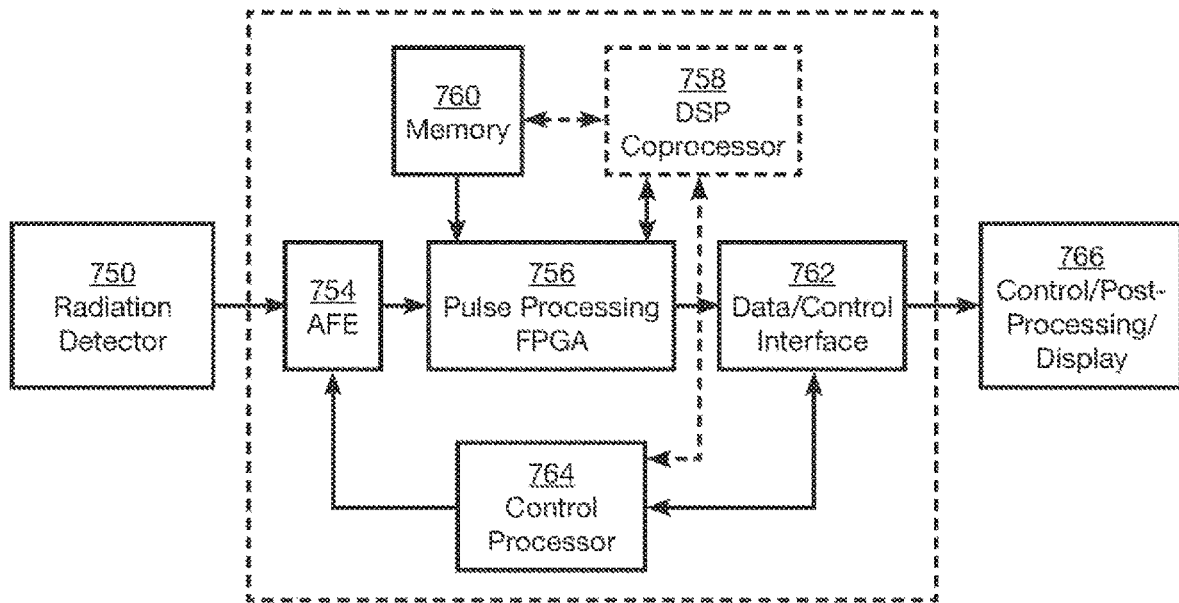 760
Memory
758
DSP
Coprocessor
750
Radiation
Detector
754
AFE
756
Pulse Processing
FPGA
762
Data/Control
Interface
766
Control/Post-
Processing/
Display
764
Control
Processor